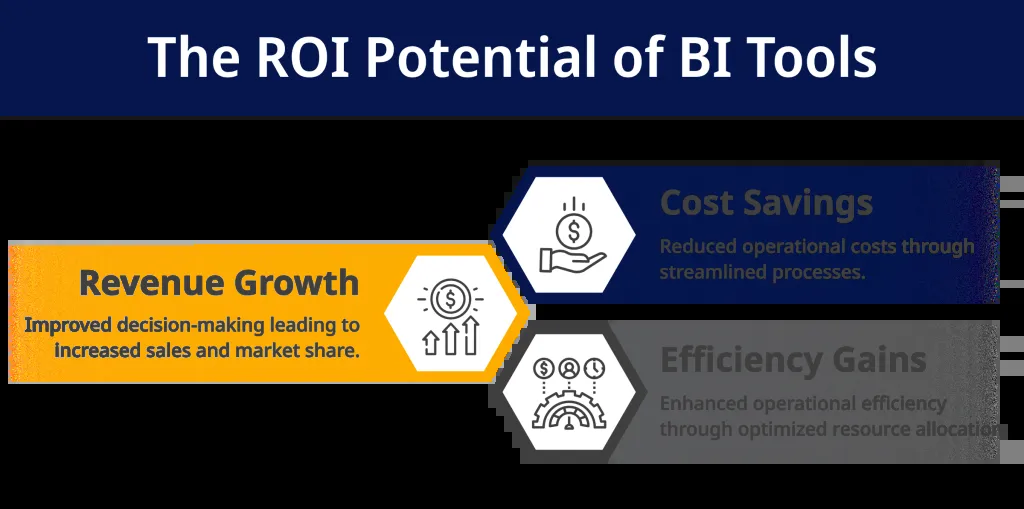 The ROI Potential of BI Tools
Revenue Growth
Improved decision-making leading to
increased sales and market share.
Cost Savings
Reduced operational costs through
streamlined processes.
Efficiency Gains
Enhanced operational efficiency
through optimized resource allocation